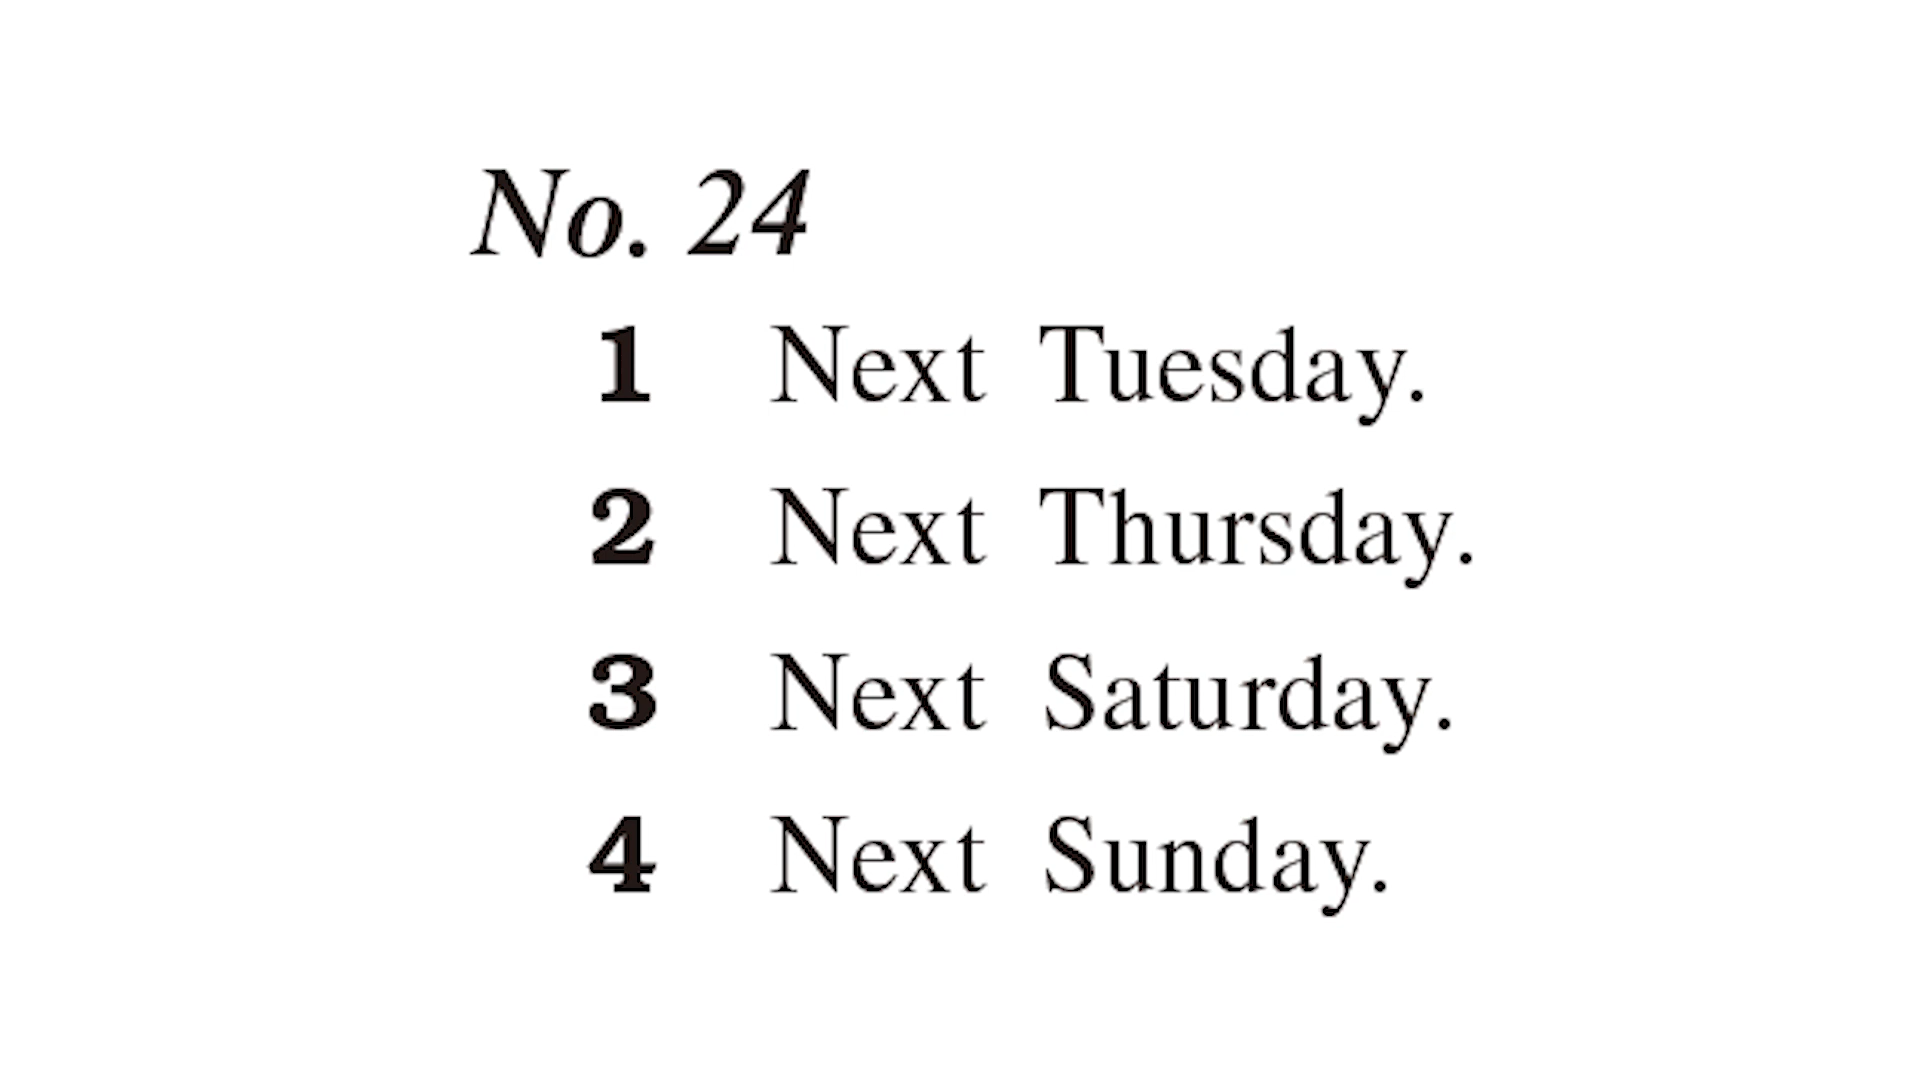 No. 24
1 Next Tuesday.
2 Next Thursday.
3 Next Saturday.
4 Next Sunday.